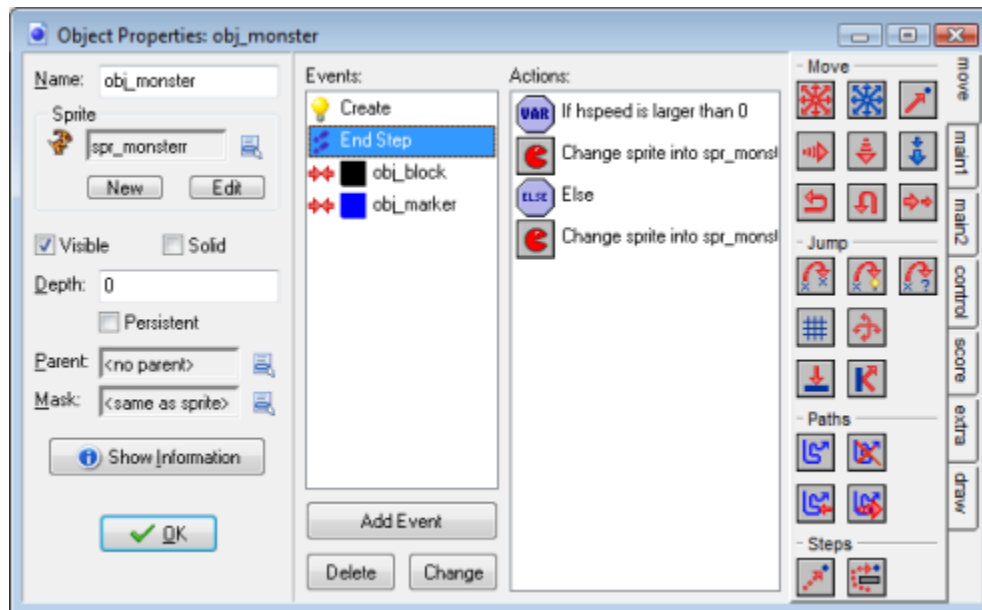 Object Properties: obj_monster
Name: obj_monster
Sprite
spr_monsterr
New Edit
Visible Solid
Depth: 0
Persistent
Parent: <no parent>
Mask: <same as sprite>
Show Information
OK
Events:
Create
End Step
obj_block
obj_marker
Add Event
Delete Change
Actions:
VAR If hspeed is larger than 0
Change sprite into spr_monst
ELSE Else
Change sprite into spr_monst
Move
Jump
Paths
Steps
move
main1
main2
control
score
extra
draw